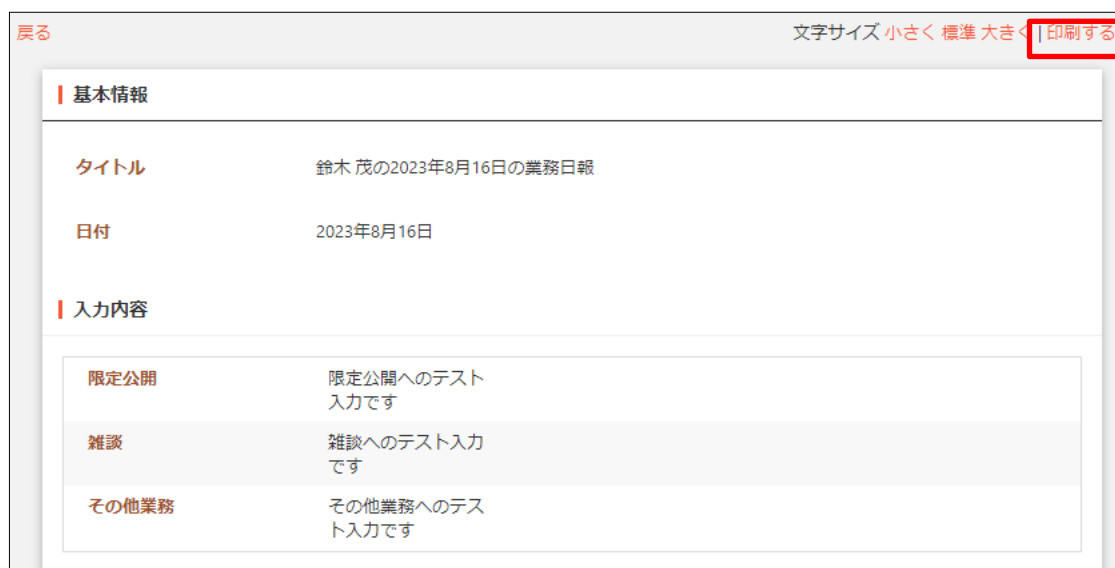 戻る 文字サイズ 小さく 標準 大きく | 印刷する
基本情報
タイトル 鈴木 茂の2023年8月16日の業務日報
日付 2023年8月16日
入力内容
限定公開 限定公開へのテスト
入力です
雑談 雑談へのテスト入力
です
その他業務 その他業務へのテス
ト入力です